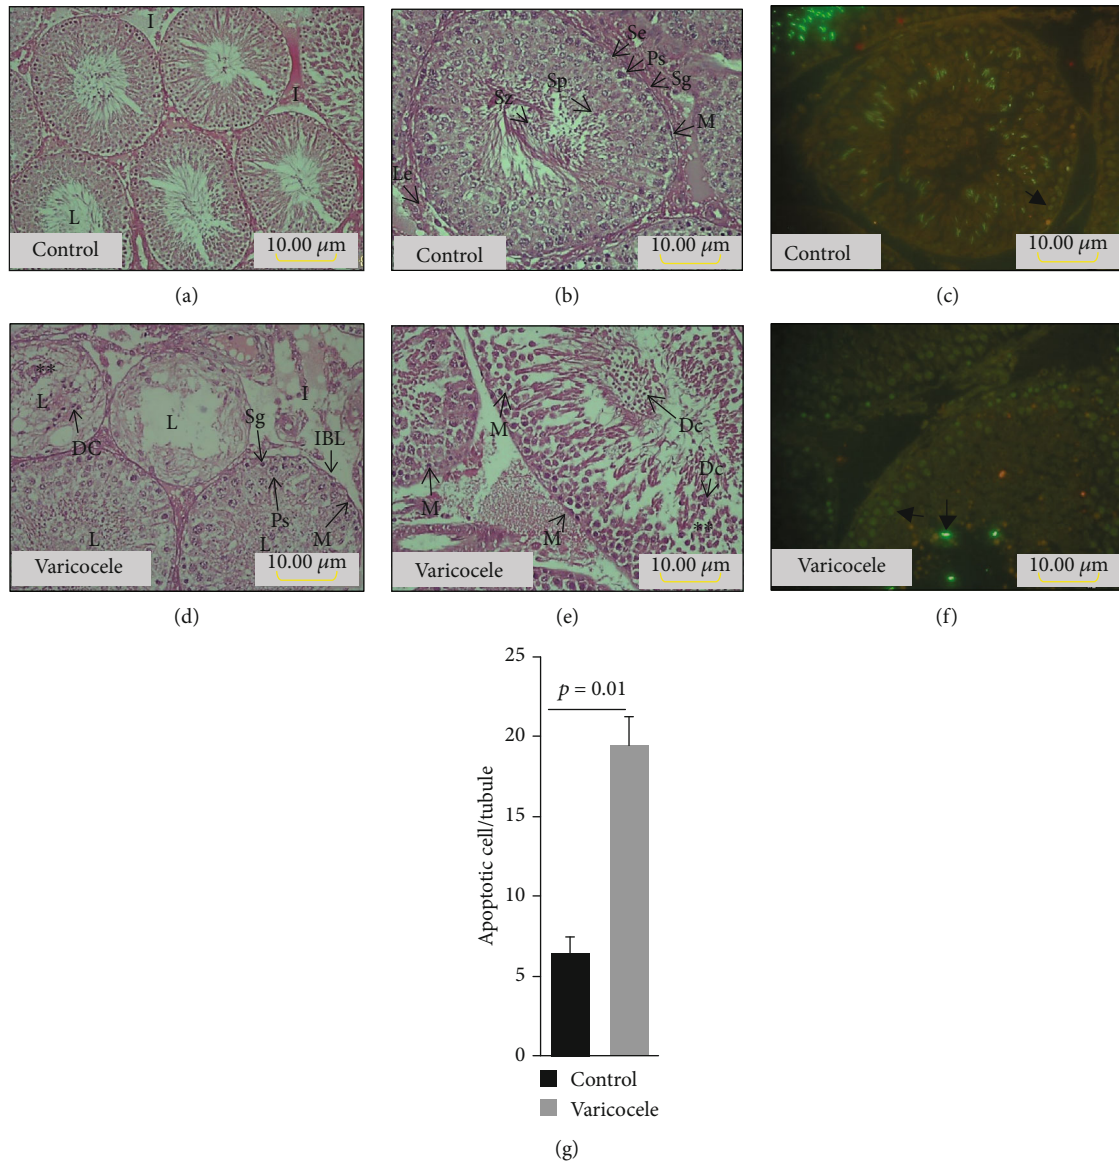 I
I
L
Control
10.00 μm
(a)
Se
Ps
Sg
Sp
Sz
M
Le
Control
10.00 μm
(b)
Control
10.00 μm
(c)
**
L
DC
L
I
Sg
IBL
Ps
L
L
M
Varicocele
10.00 μm
(d)
M
Dc
Dc
M
M
**
Varicocele
10.00 μm
(e)
Varicocele
10.00 μm
(f)
25
p = 0.01
20
15
Apoptotic cell/tubule
10
5
0
Control
Varicocele
(g)